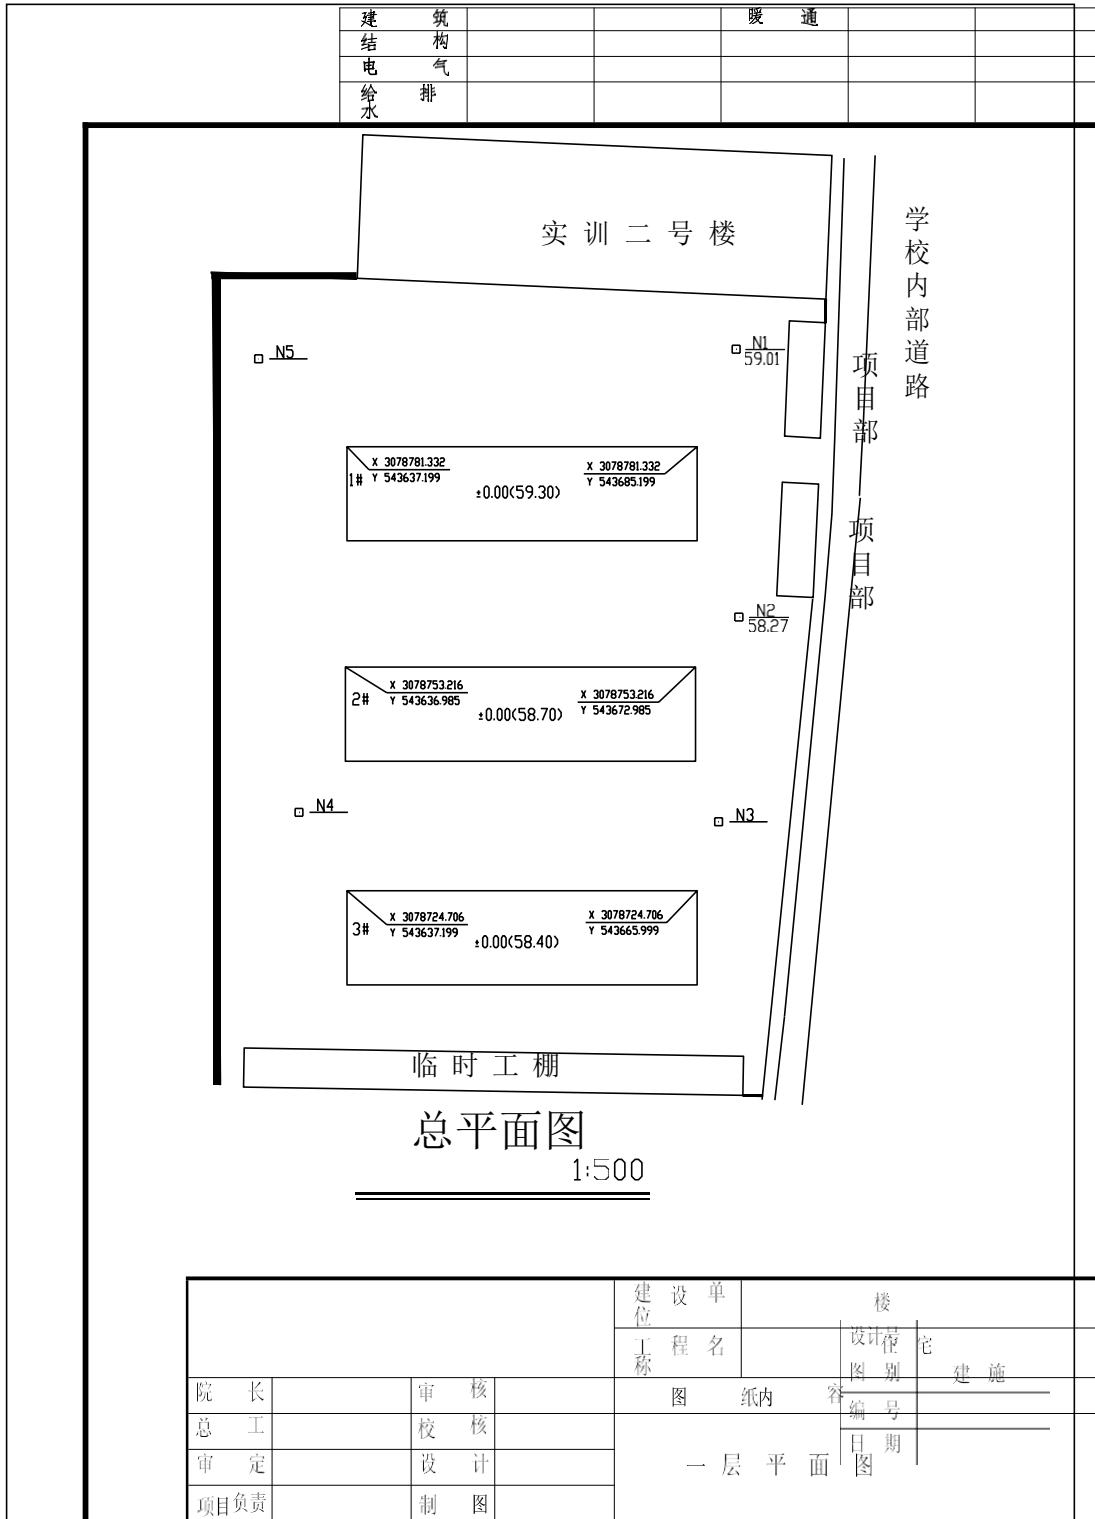 建 筑 暖 通
结 构
电 气
给 排
水
实训二号楼
学校内部道路
N5
N1
59.01
项目部
X 3078781.332
Y 543637.199
X 3078781.332
Y 543685.199
1#
±0.00(59.30)
项目部
N2
58.27
X 3078753.216
Y 543636.985
X 3078753.216
Y 543672.985
2#
±0.00(58.70)
N4
N3
X 3078724.706
Y 543637.199
X 3078724.706
Y 543665.999
3#
±0.00(58.40)
临时工棚
总平面图
1:500
建 设 单
位
楼
工 程 名
称
设计号
住 宅
图 别
建 施
院 长
审 核
图 纸内 容
编 号
总 工
校 核
日 期
审 定
设 计
一 层 平 面 图
项目负责
制 图